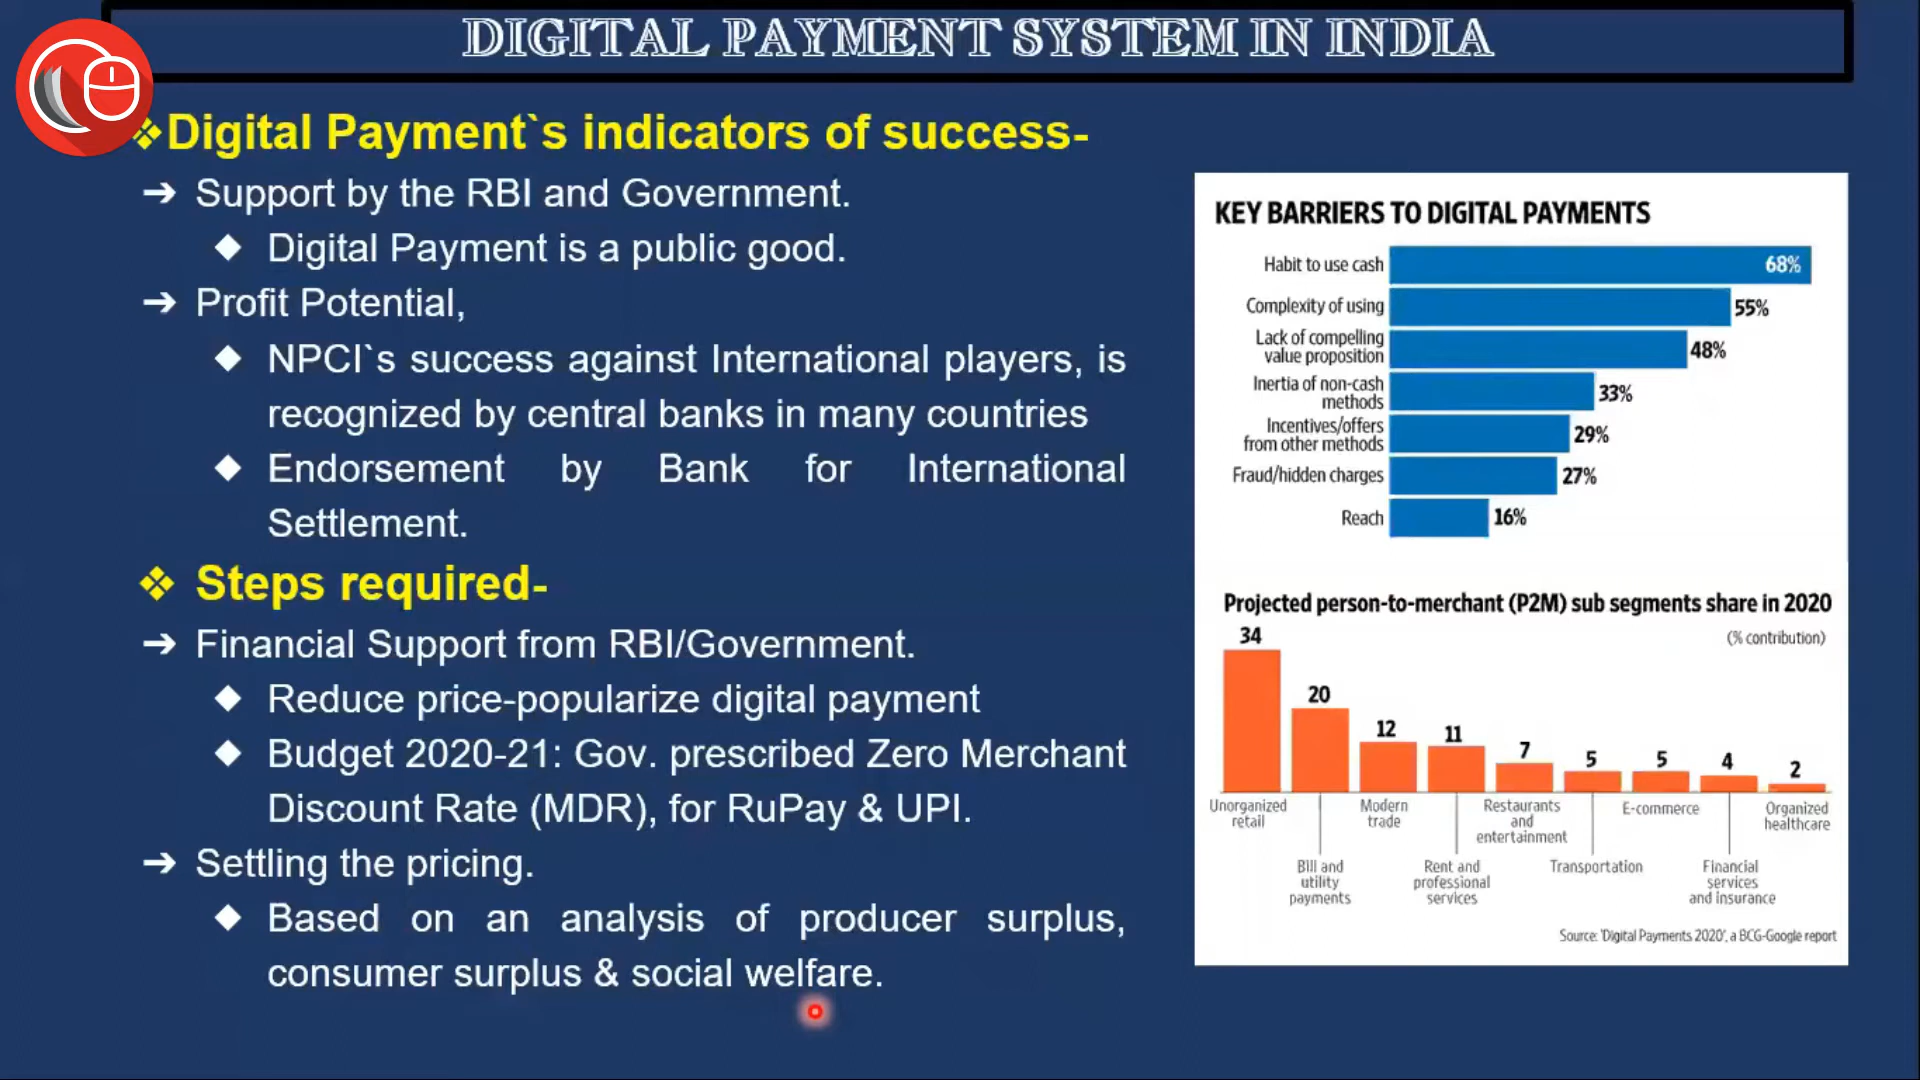 DIGITAL PAYMENT SYSTEM IN INDIA
❖Digital Payment`s indicators of success-
➔ Support by the RBI and Government.
◆ Digital Payment is a public good.
➔ Profit Potential,
◆ NPCI`s success against International players, is
recognized by central banks in many countries
◆ Endorsement by Bank for International
Settlement.
❖ Steps required-
➔ Financial Support from RBI/Government.
◆ Reduce price-popularize digital payment
◆ Budget 2020-21: Gov. prescribed Zero Merchant
Discount Rate (MDR), for RuPay & UPI.
➔ Settling the pricing.
◆ Based on an analysis of producer surplus,
consumer surplus & social welfare.
KEY BARRIERS TO DIGITAL PAYMENTS
Habit to use cash 68%
Complexity of using 55%
Lack of compelling
value proposition 48%
Inertia of non-cash
methods 33%
Incentives/offers
from other methods 29%
Fraud/hidden charges 27%
Reach 16%
Projected person-to-merchant (P2M) sub segments share in 2020
(% contribution)
34 20 12 11 7 5 5 4 2
Unorganized
retail
Bill and
utility
payments
Modern
trade
Rent and
professional
services
Restaurants
and
entertainment
Transportation
E-commerce
Financial
services
and insurance
Organized
healthcare
Source: 'Digital Payments 2020', a BCG-Google report